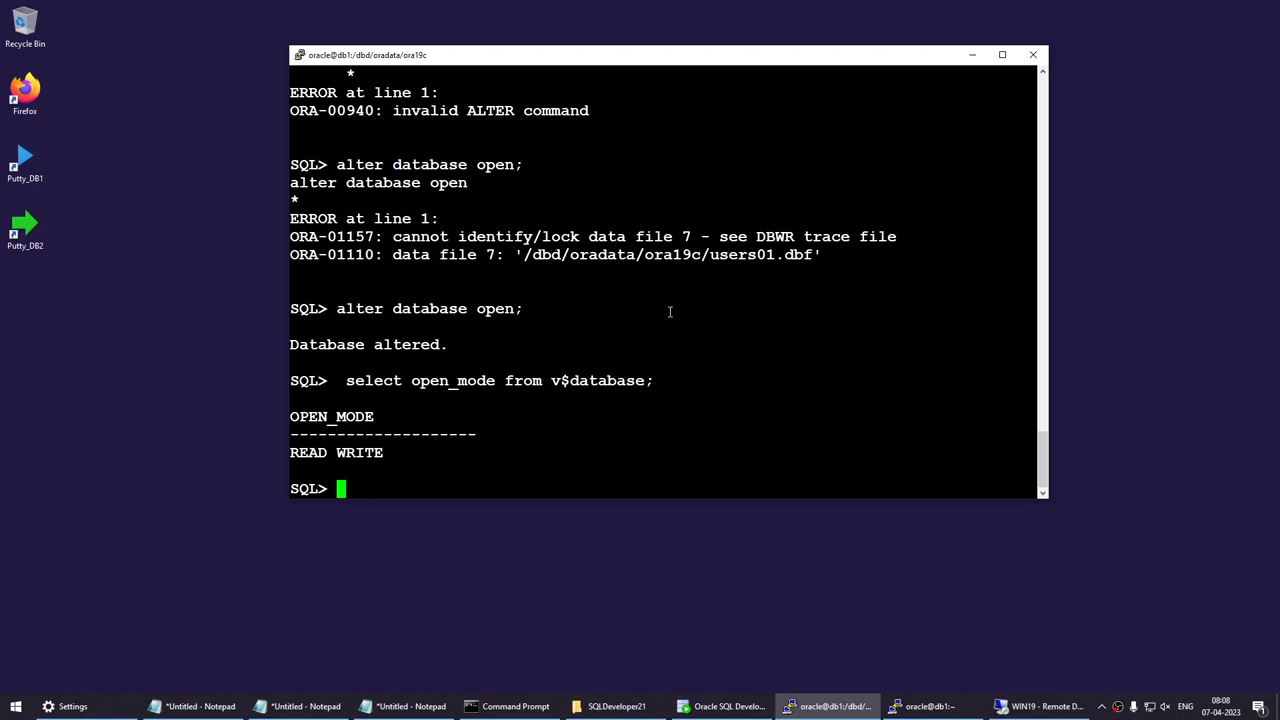 Recycle Bin
Firefox
Putty_DB1
Putty_DB2
oracle@db1:/dbd/oradata/ora19c
*
ERROR at line 1:
ORA-00940: invalid ALTER command
SQL> alter database open;
alter database open
*
ERROR at line 1:
ORA-01157: cannot identify/lock data file 7 - see DBWR trace file
ORA-01110: data file 7: '/dbd/oradata/ora19c/users01.dbf'
SQL> alter database open;
Database altered.
SQL>  select open_mode from v$database;
OPEN_MODE
--------------------
READ WRITE
SQL>
Settings
*Untitled - Notepad
*Untitled - Notepad
*Untitled - Notepad
Command Prompt
SQLDeveloper21
Oracle SQL Develo...
oracle@db1:/dbd/...
oracle@db1:~
WIN19 - Remote D...
ENG
08:08
07-04-2023
1